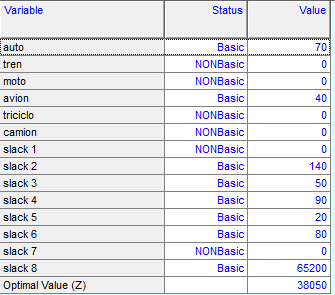 Variable Status Value
auto Basic 70
tren NONBasic 0
moto NONBasic 0
avion Basic 40
triciclo NONBasic 0
camion NONBasic 0
slack 1 NONBasic 0
slack 2 Basic 140
slack 3 Basic 50
slack 4 Basic 90
slack 5 Basic 20
slack 6 Basic 80
slack 7 NONBasic 0
slack 8 Basic 65200
Optimal Value (Z) 38050